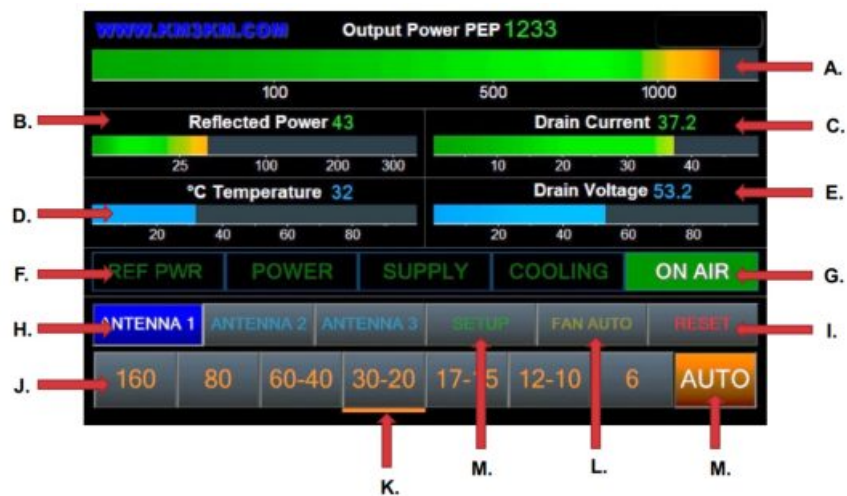 WWW.KM3KM.COM Output Power PEP 1233
A.
100 500 1000
B. Reflected Power 43 Drain Current 37.2 C.
25 100 200 300 10 20 30 40
°C Temperature 32 Drain Voltage 53.2 E.
D.
20 40 60 80 20 40 60 80
F. REF PWR POWER SUPPLY COOLING ON AIR G.
H. ANTENNA 1 ANTENNA 2 ANTENNA 3 SETUP FAN AUTO RESET I.
J. 160 80 60-40 30-20 17-15 12-10 6 AUTO
K. M. L. M.